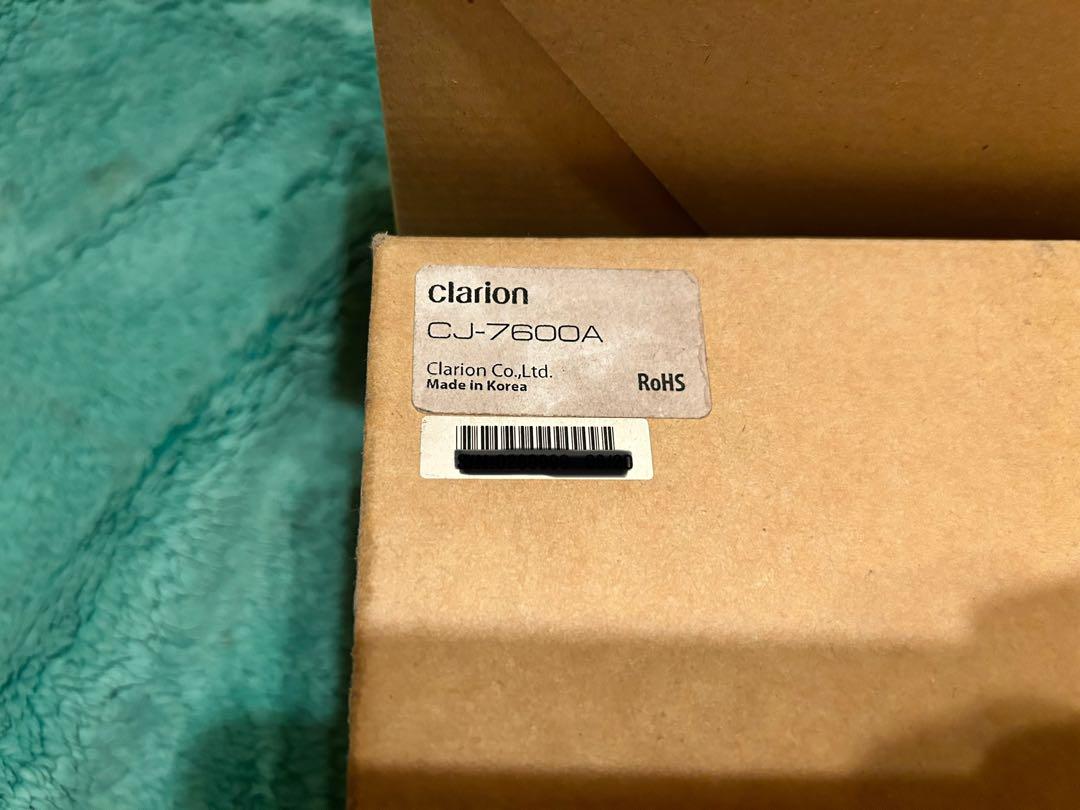 clarion
CJ-7600A
Clarion Co.,Ltd.
Made in Korea
RoHS